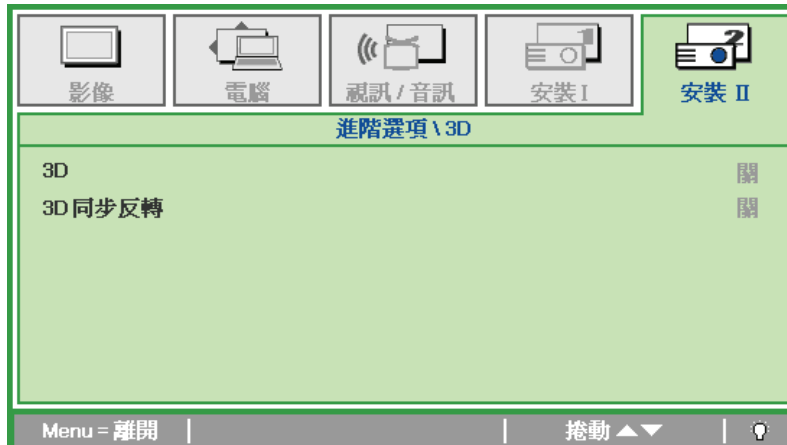 影像 電腦 視訊 / 音訊 安裝 I 安裝 II
進階選項 \ 3D
3D 關
3D 同步反轉 關
Menu = 離開 捲動 ▲▼